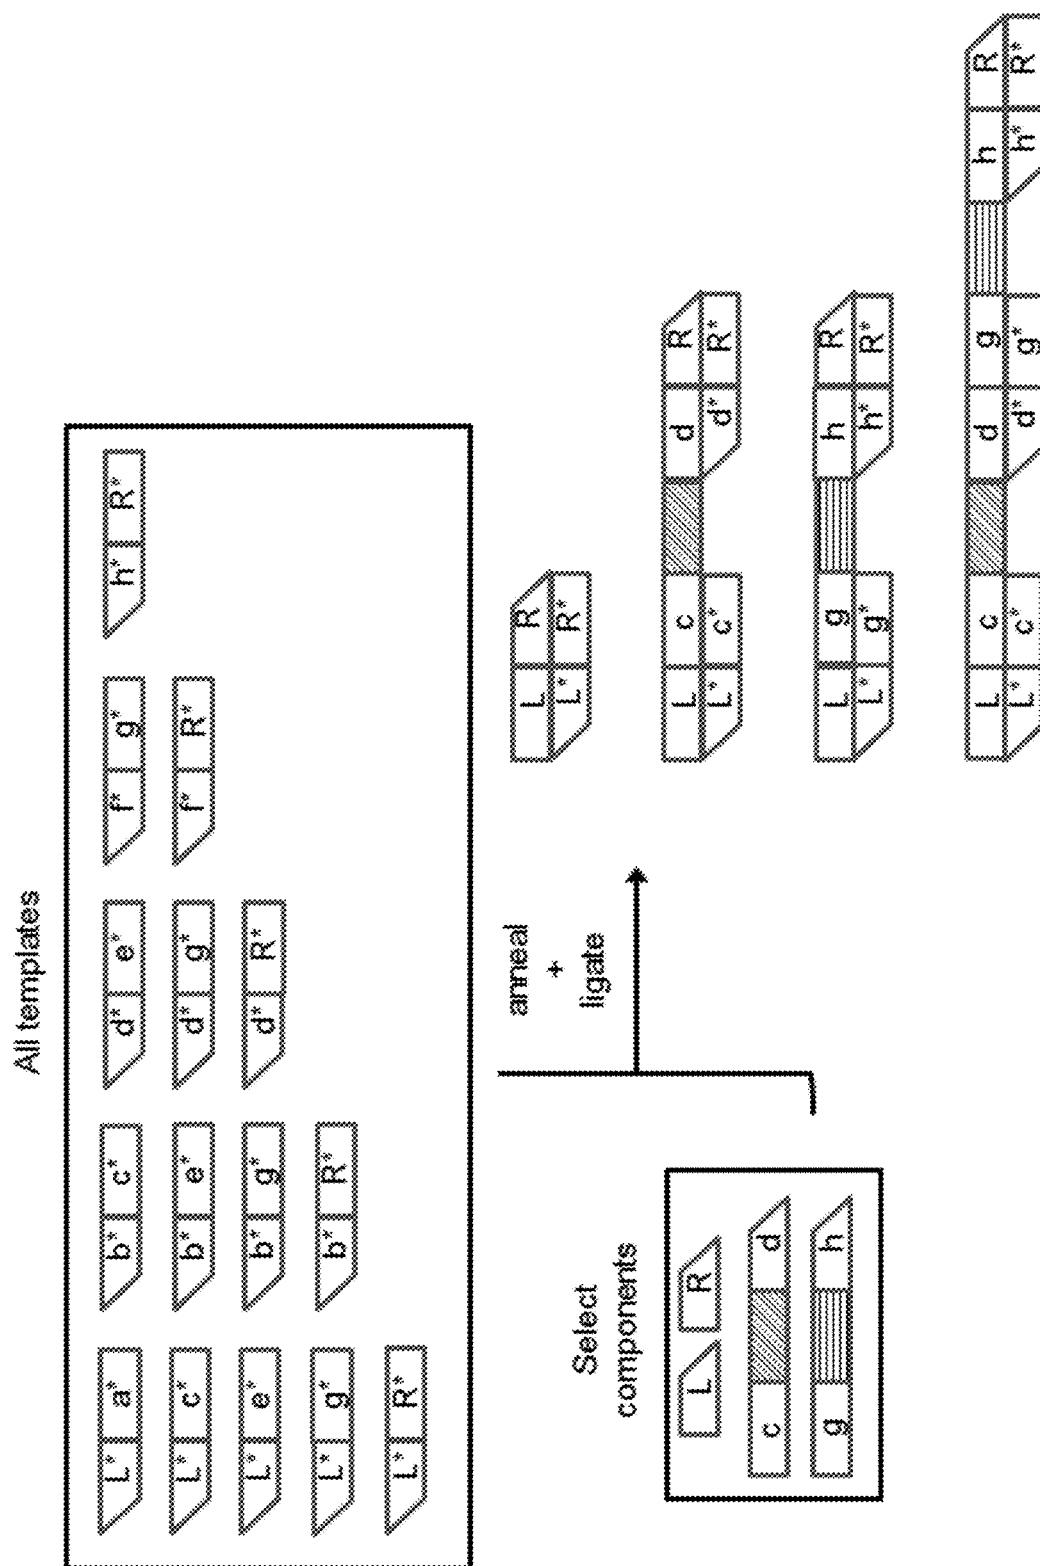 All templates
L* a* b* c* d* e* f* g* h* R*
L* c* b* e* d* g* f* R*
L* e* b* g* d* R*
L* g* b* R*
L* R*
Select
components
L R
c d
g h
anneal
+
ligate
L R
L* R*
L c d R
L* c* d* R*
L g h R
L* g* h* R*
L c d g h R
L* c* d* g* h* R*